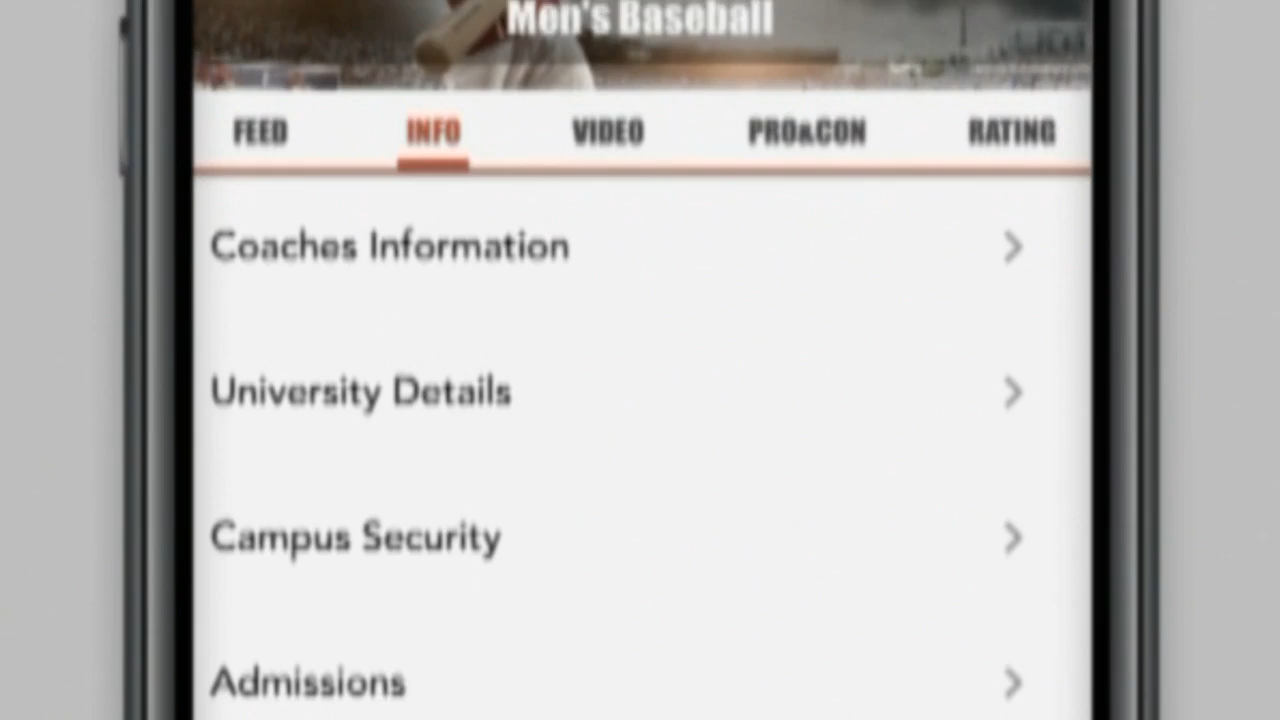 Men's Baseball
FEED INFO VIDEO PRO&CON RATING
Coaches Information
University Details
Campus Security
Admissions